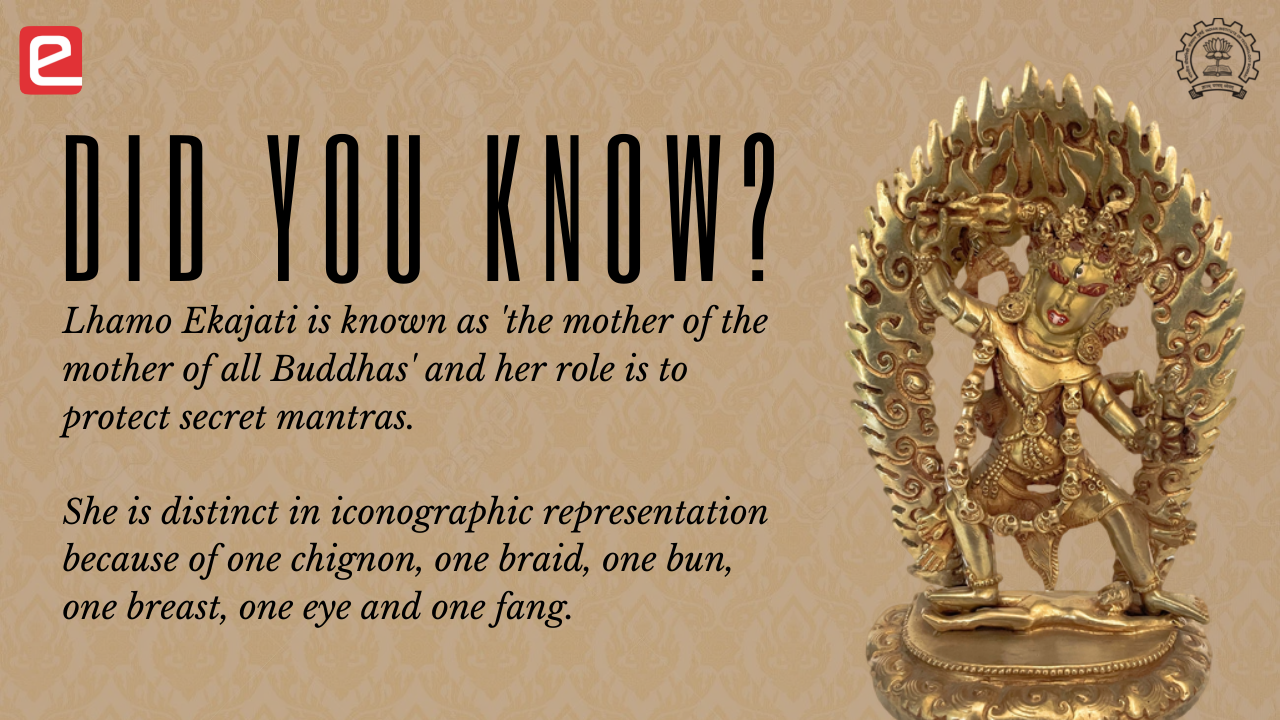 DID YOU KNOW?
Lhamo Ekajati is known as 'the mother of the
mother of all Buddhas' and her role is to
protect secret mantras.
She is distinct in iconographic representation
because of one chignon, one braid, one bun,
one breast, one eye and one fang.